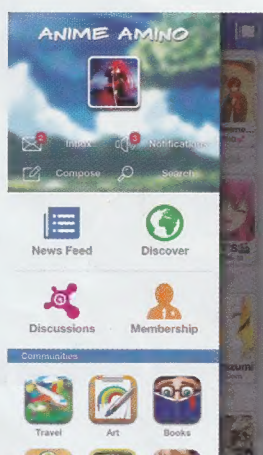 ANIME AMINO
2 3
Inbox Notifications
Compose Search
News Feed Discover
Discussions Membership
Communities
Travel Art Books